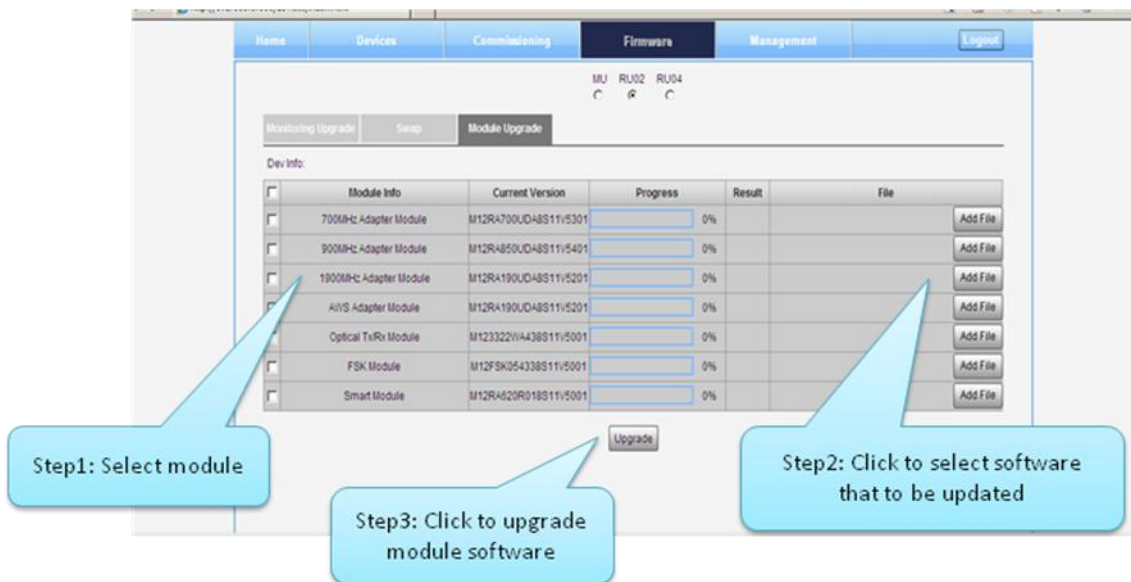 Home Devices Commissioning Firmware Management Logout
MU RU02 RU04
Monitoring Upgrade Swap Module Upgrade
Dev Info:
Module Info Current Version Progress Result File
700MHz Adapter Module M12RA700UDA8S11V5301 0% Add File
900MHz Adapter Module M12RA850UDA8S11V5401 0% Add File
1900MHz Adapter Module M12RA190UDA8S11V5201 0% Add File
AWS Adapter Module M12RA190UDA8S11V5201 0% Add File
Optical Tx/Rx Module M123322WA438S11V5001 0% Add File
FSK Module M12FSK054338S11V5001 0% Add File
Smart Module M12RA620R018S11V5001 0% Add File
Upgrade
Step1: Select module
Step2: Click to select software
that to be updated
Step3: Click to upgrade
module software